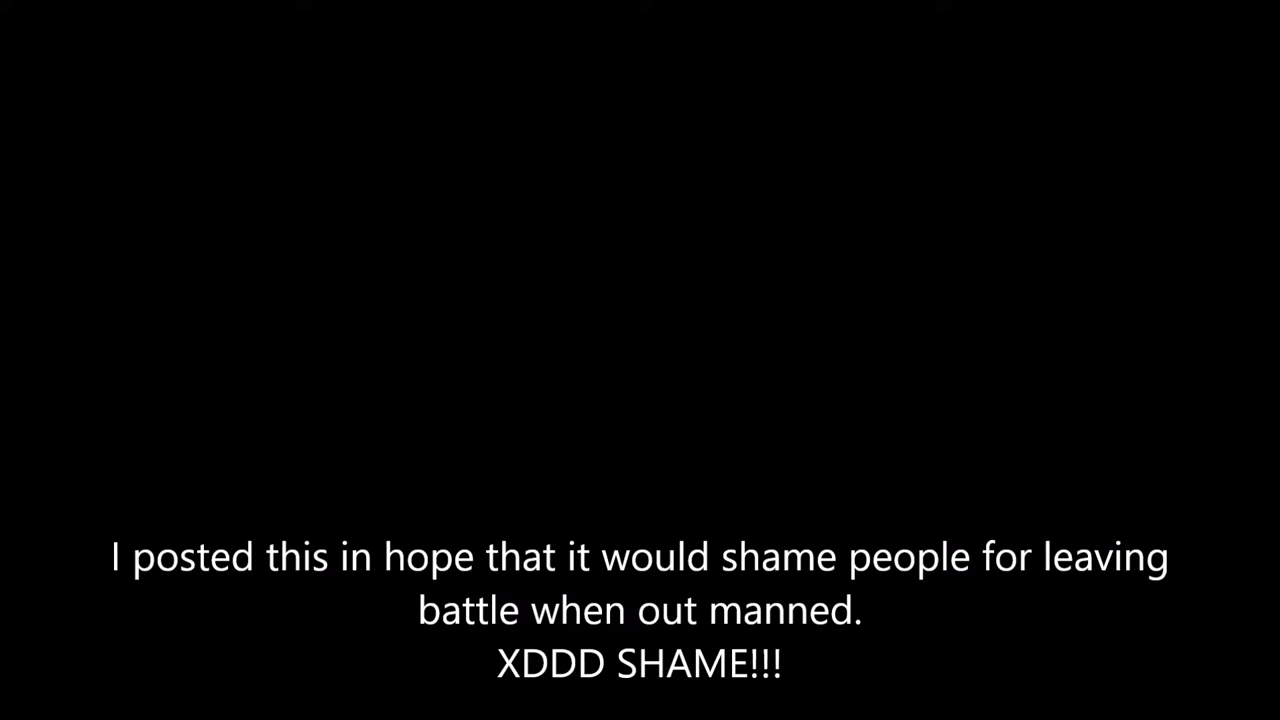 I posted this in hope that it would shame people for leaving
battle when out manned.
XDDD SHAME!!!